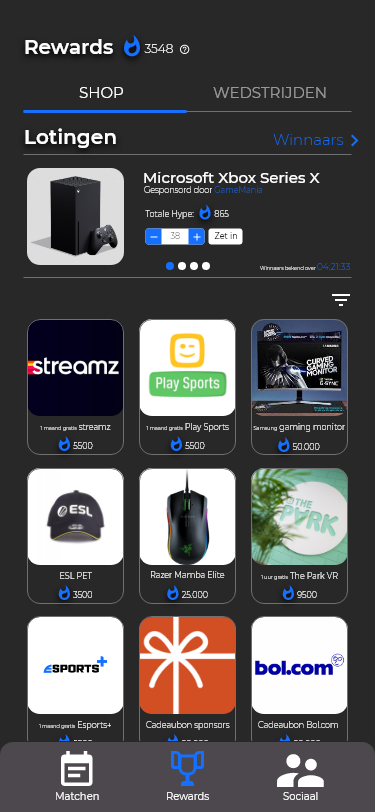 Rewards 3548
SHOP WEDSTRIJDEN
Lotingen Winnaars
Microsoft Xbox Series X
Gesponsord door GameMania
Totale Hype: 865
− 38 + Zet in
Winnaars bekend over 04:21:33
streamz
Play Sports
CURVED
GAMING
MONITOR
G-SYNC
1 maand gratis streamz
5500
1 maand gratis Play Sports
5500
Samsung gaming monitor
50.000
ESL
THE
PARK
ESL PET
3500
Razer Mamba Elite
25.000
1 uur gratis The Park VR
9500
ESPORTS+
bol.com
1 maand gratis Esports+
Cadeaubon sponsors
Cadeaubon Bol.com
Matchen
Rewards
Sociaal